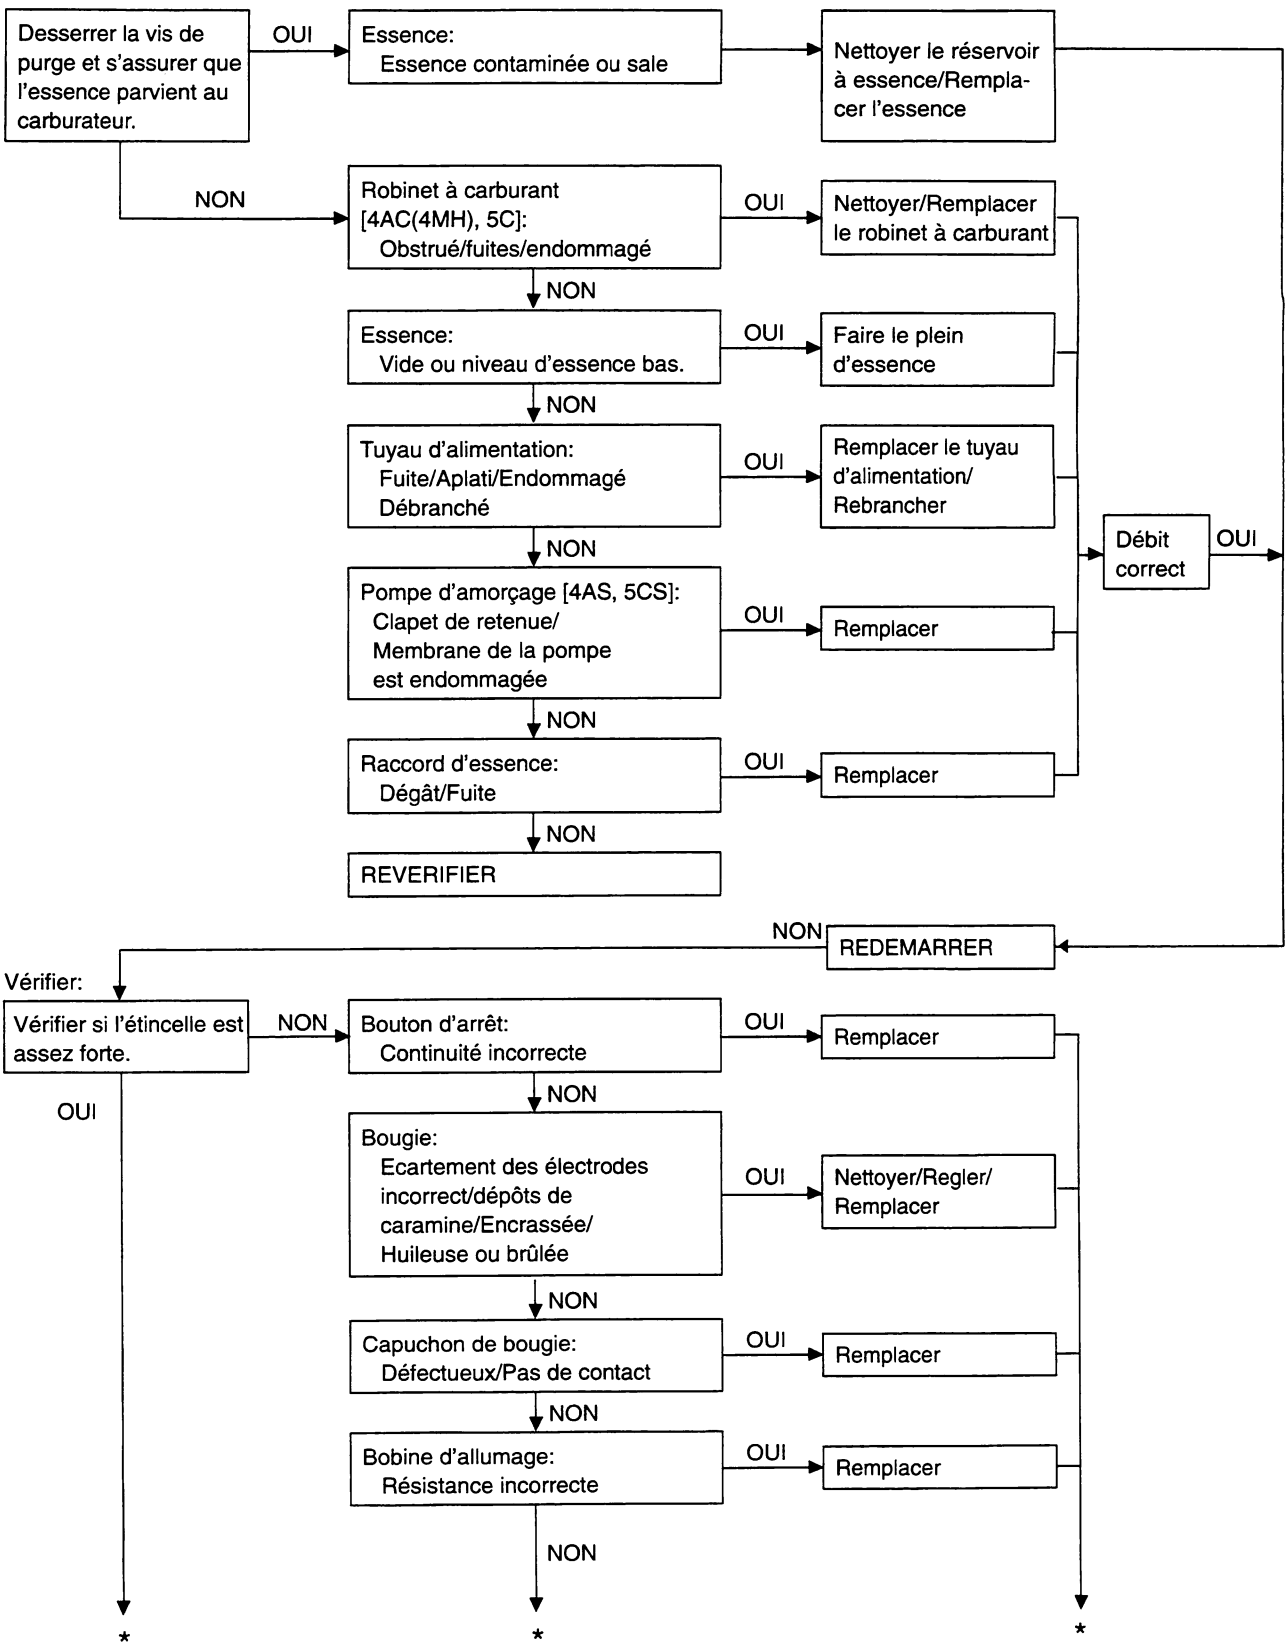 Desserrer la vis de
purge et s'assurer que
l'essence parvient au
carburateur.
OUI
Essence:
Essence contaminée ou sale
Nettoyer le réservoir
à essence/Rempla-
cer l'essence
NON
Robinet à carburant
[4AC(4MH), 5C]:
Obstrué/fuites/endommagé
OUI
Nettoyer/Remplacer
le robinet à carburant
NON
Essence:
Vide ou niveau d'essence bas.
OUI
Faire le plein
d'essence
NON
Tuyau d'alimentation:
Fuite/Aplati/Endommagé
Débranché
OUI
Remplacer le tuyau
d'alimentation/
Rebrancher
Débit
correct
OUI
NON
Pompe d'amorçage [4AS, 5CS]:
Clapet de retenue/
Membrane de la pompe
est endommagée
OUI
Remplacer
NON
Raccord d'essence:
Dégât/Fuite
OUI
Remplacer
NON
REVERIFIER
REDEMARRER
NON
Vérifier:
Vérifier si l'étincelle est
assez forte.
NON
Bouton d'arrêt:
Continuité incorrecte
OUI
Remplacer
OUI
NON
Bougie:
Ecartement des électrodes
incorrect/dépôts de
caramine/Encrassée/
Huileuse ou brûlée
OUI
Nettoyer/Regler/
Remplacer
NON
Capuchon de bougie:
Défectueux/Pas de contact
OUI
Remplacer
NON
Bobine d'allumage:
Résistance incorrecte
OUI
Remplacer
NON
*
*
*